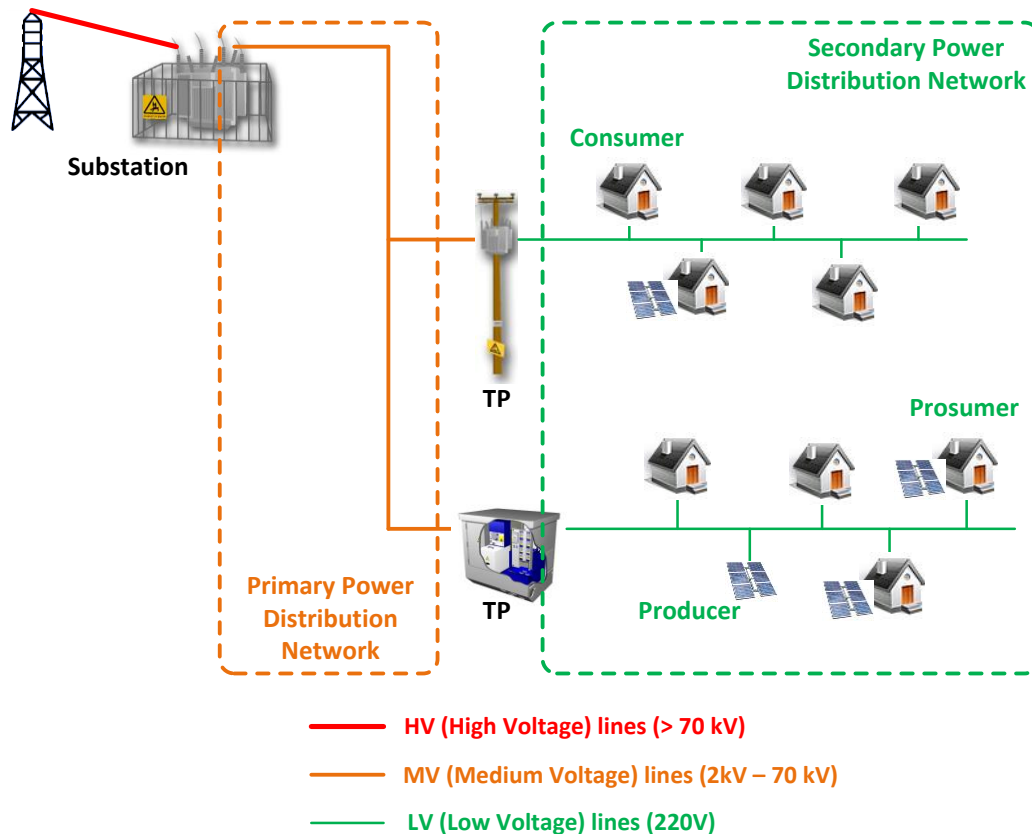 Secondary Power
Distribution Network
Substation
Consumer
TP
Prosumer
Primary Power
Distribution
Network
TP
Producer
HV (High Voltage) lines (> 70 kV)
MV (Medium Voltage) lines (2kV – 70 kV)
LV (Low Voltage) lines (220V)